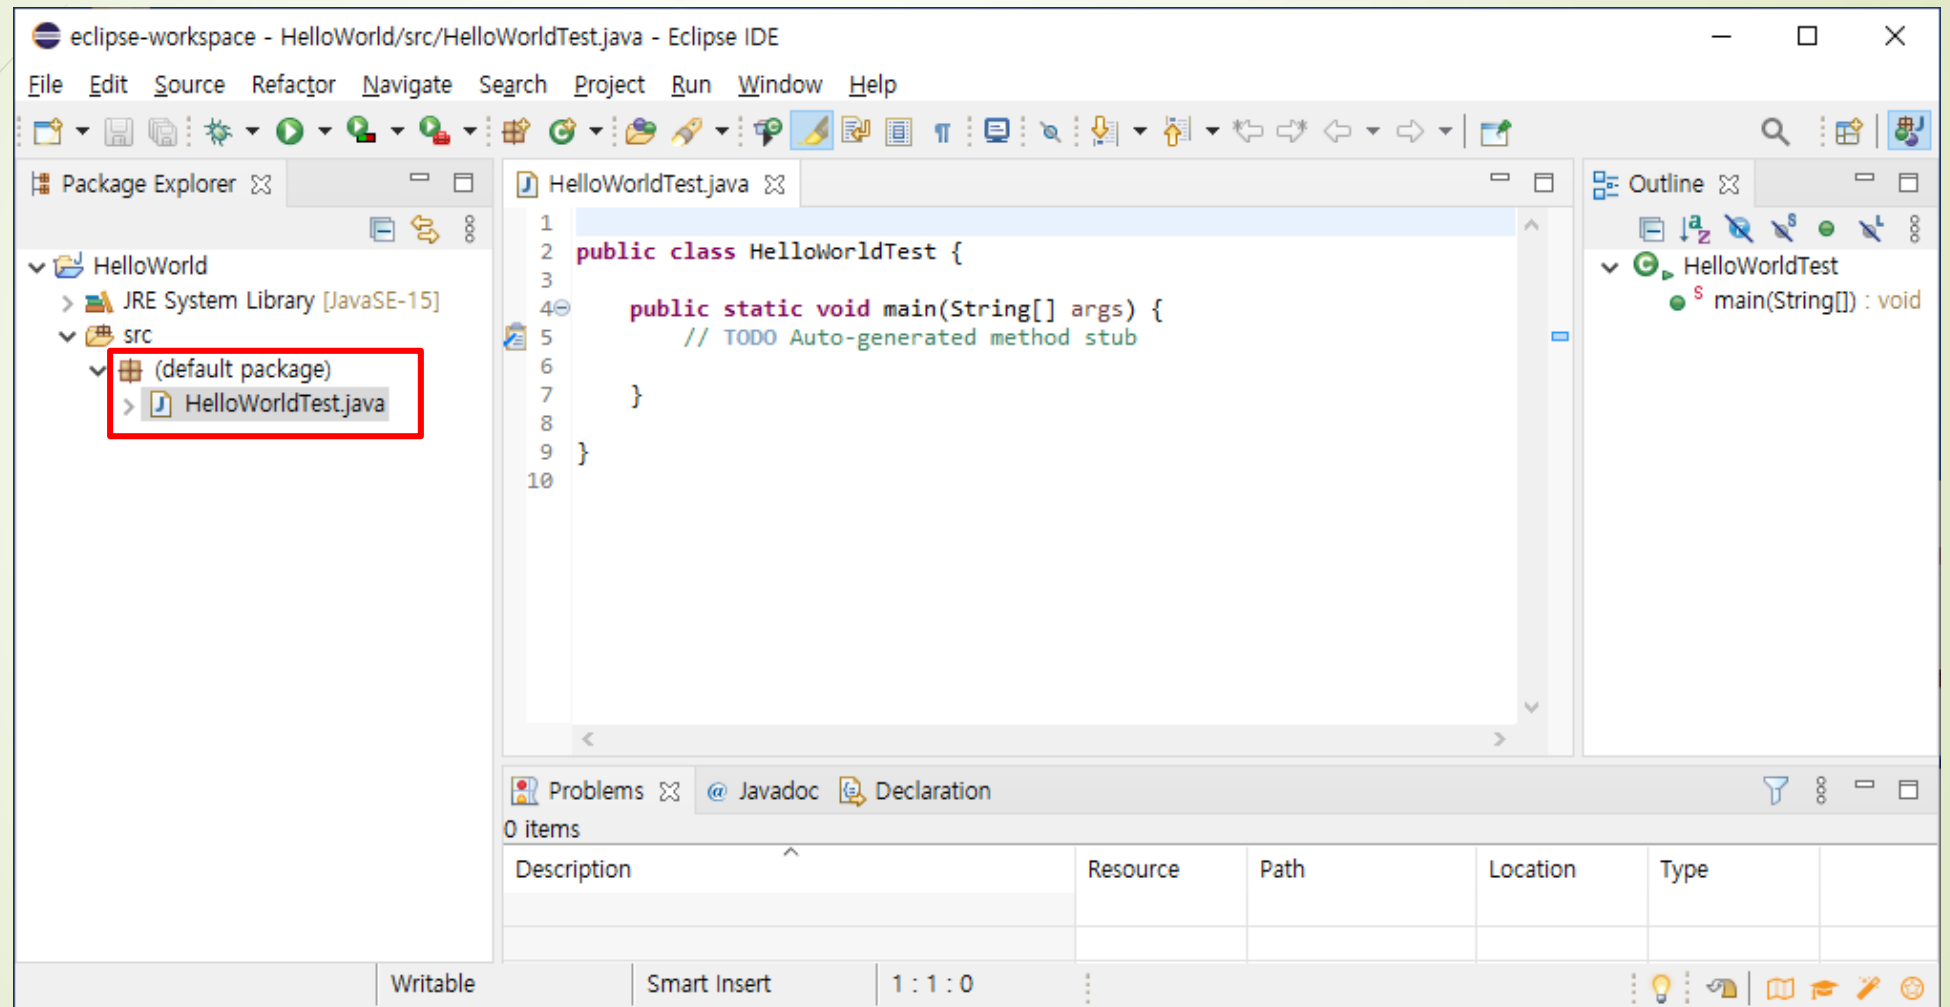 eclipse-workspace - HelloWorld/src/HelloWorldTest.java - Eclipse IDE
File Edit Source Refactor Navigate Search Project Run Window Help
Package Explorer
HelloWorld
JRE System Library [JavaSE-15]
src
(default package)
HelloWorldTest.java
HelloWorldTest.java
1
2 public class HelloWorldTest {
3
4 public static void main(String[] args) {
5 // TODO Auto-generated method stub
6
7 }
8
9 }
10
Outline
HelloWorldTest
main(String[]) : void
Problems @ Javadoc Declaration
0 items
Description Resource Path Location Type
Writable Smart Insert 1 : 1 : 0